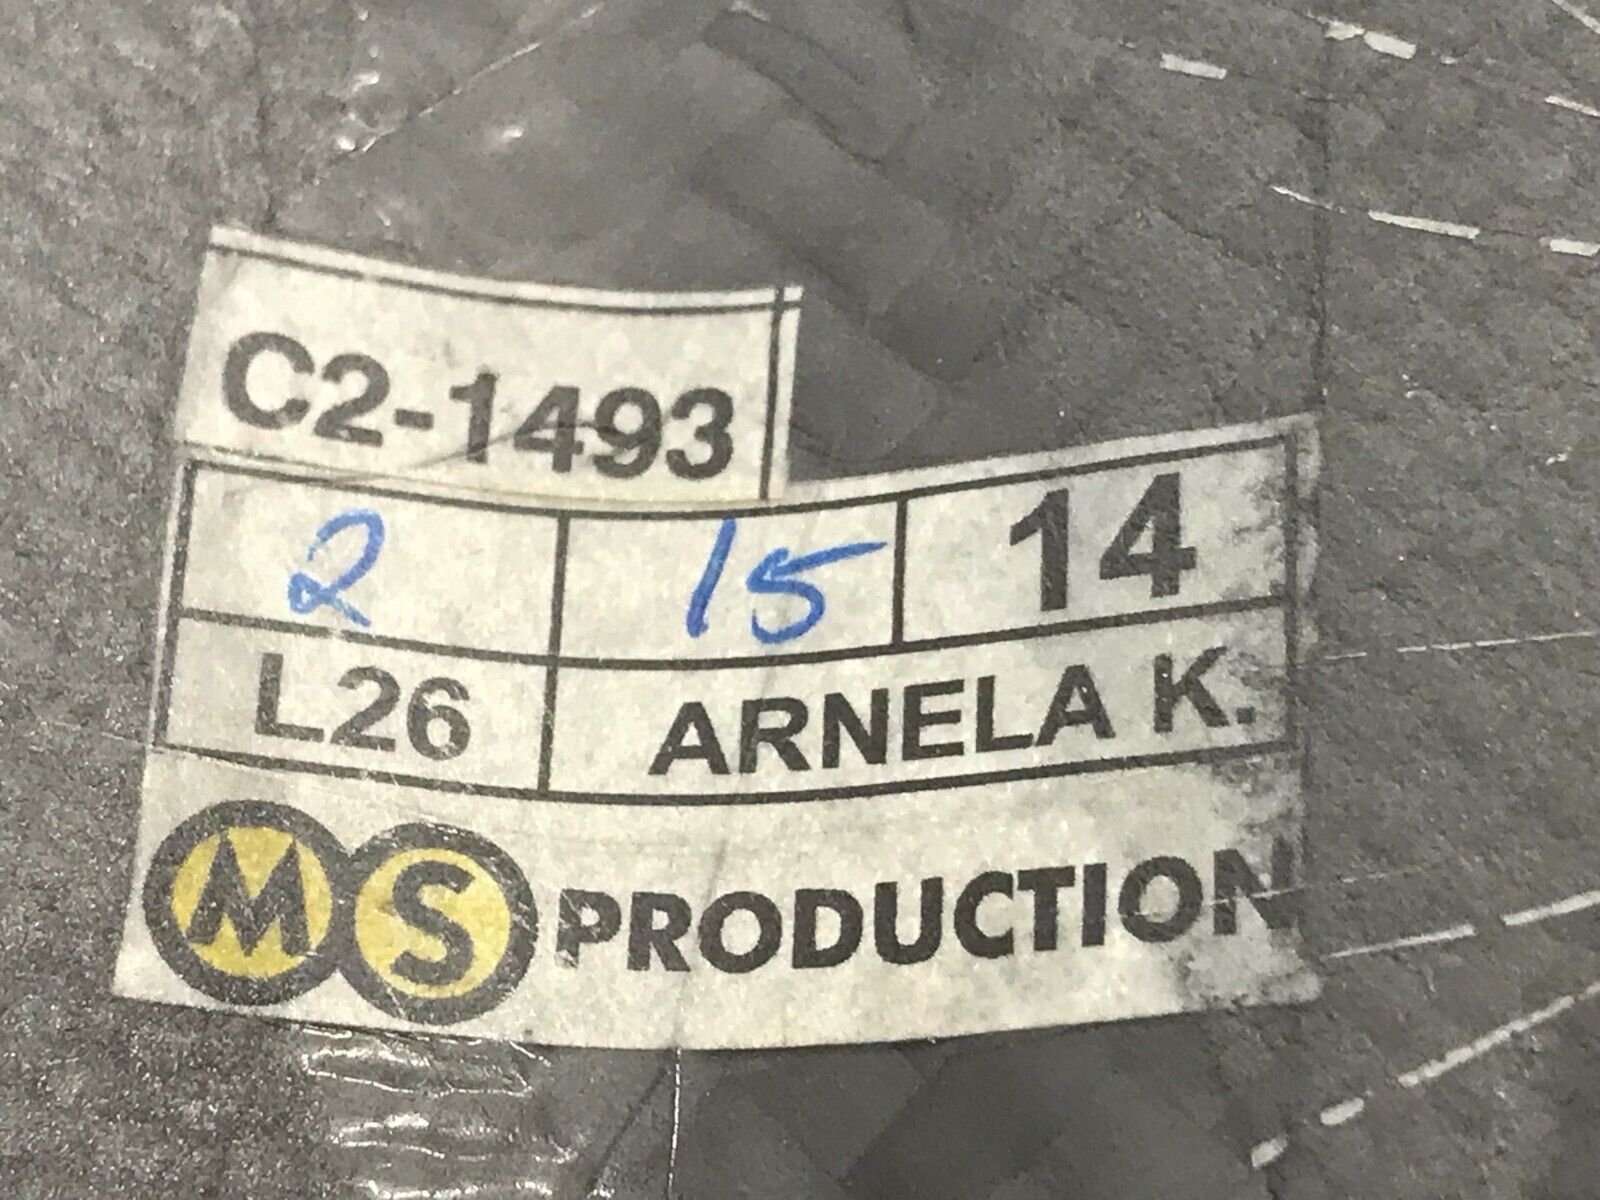 C2-1493
2 15 14
L26 ARNELA K.
MS PRODUCTION